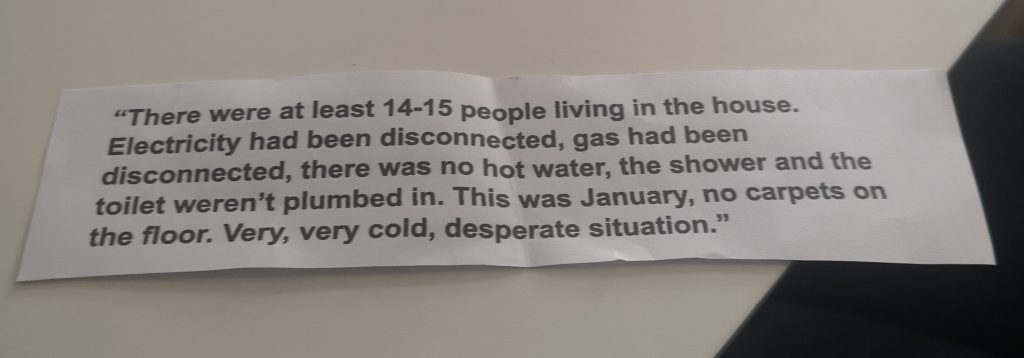 “There were at least 14-15 people living in the house.
Electricity had been disconnected, gas had been
disconnected, there was no hot water, the shower and the
toilet weren’t plumbed in. This was January, no carpets on
the floor. Very, very cold, desperate situation.”